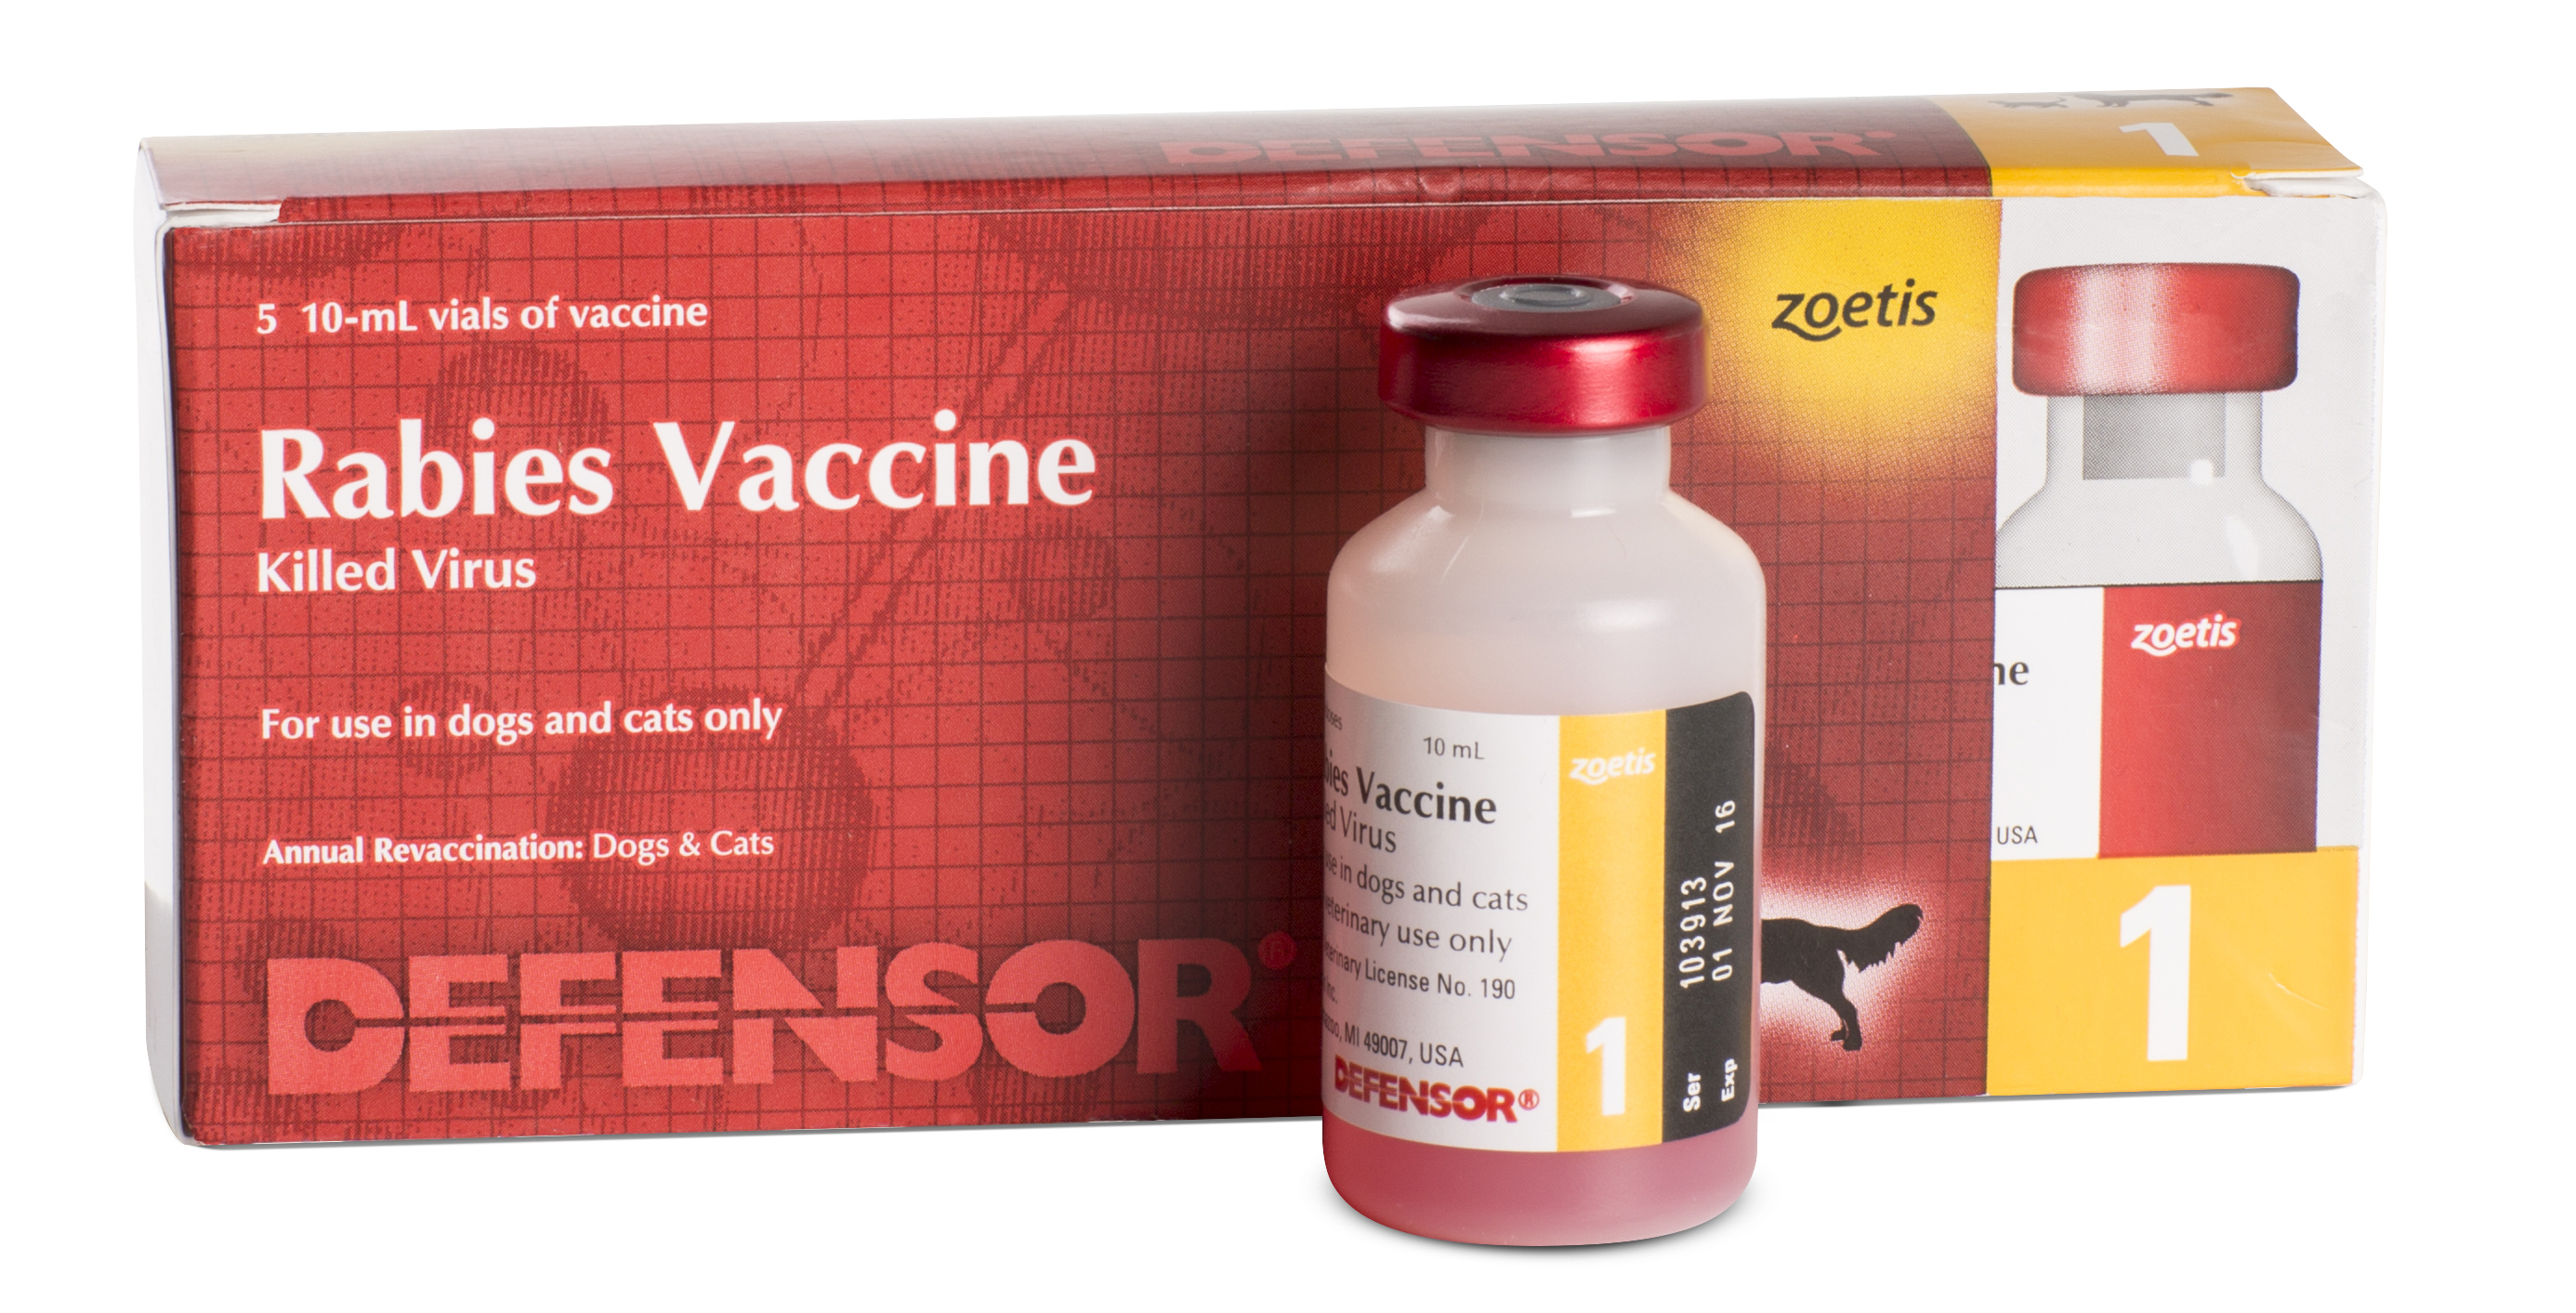 DEFENSOR®
1
5 10-mL vials of vaccine
Rabies Vaccine
Killed Virus
For use in dogs and cats only
Annual Revaccination: Dogs & Cats
DEFENSOR®
zoetis
zoetis
USA
1
10 mL
Vaccine
Virus
in dogs and cats
use only
License No. 190
MI 49007, USA
DEFENSOR®
zoetis
1
Ser 103913
Exp 01 NOV 16